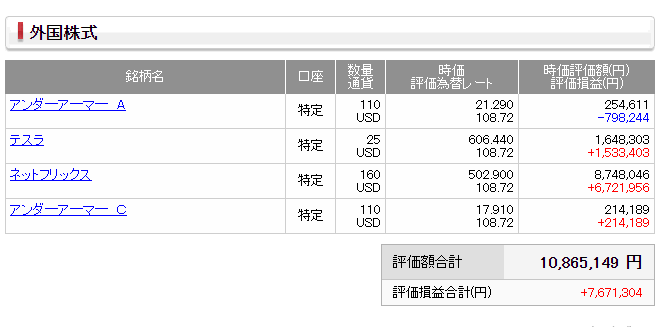 外国株式
銘柄名 口座 数量 時価 時価評価額(円)
通貨 評価為替レート 評価損益(円)
アンダーアーマー A 特定 110 21.290 254,611
USD 108.72 -798,244
テスラ 特定 25 606.440 1,648,303
USD 108.72 +1,533,403
ネットフリックス 特定 160 502.900 8,748,046
USD 108.72 +6,721,956
アンダーアーマー C 特定 110 17.910 214,189
USD 108.72 +214,189
評価額合計 10,865,149 円
評価損益合計(円) +7,671,304